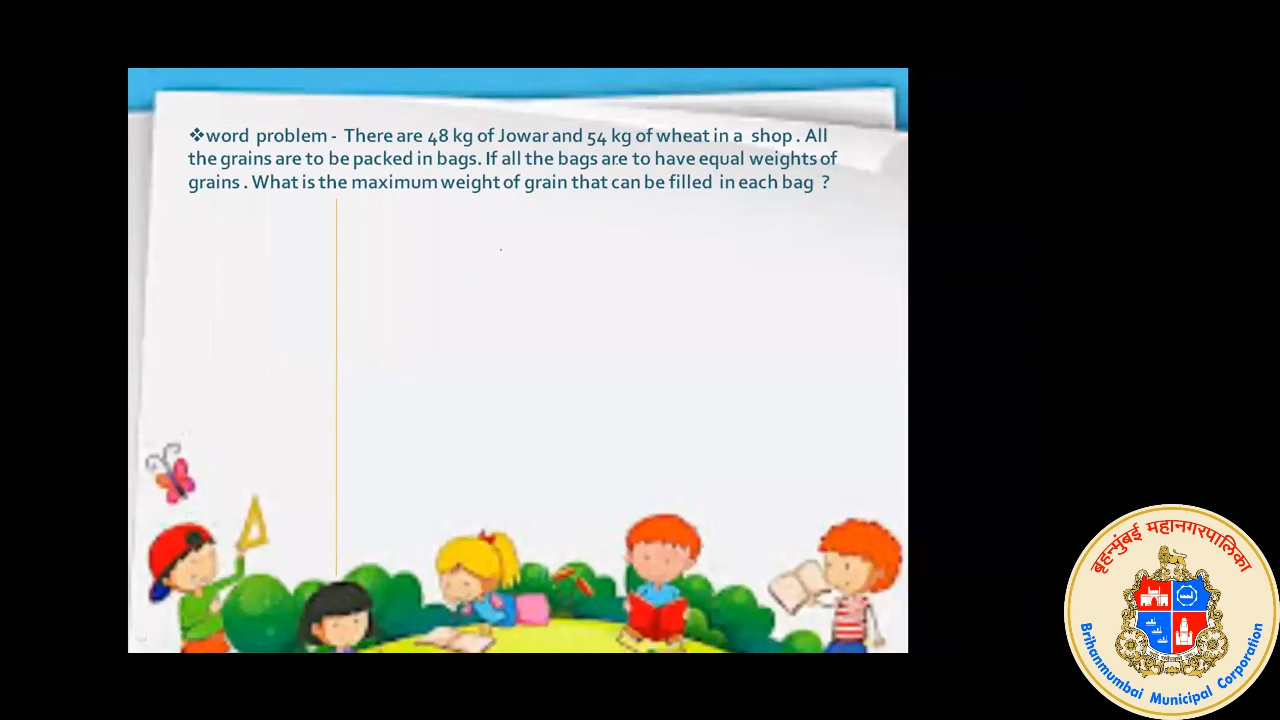 ❖word problem - There are 48 kg of Jowar and 54 kg of wheat in a shop . All
the grains are to be packed in bags. If all the bags are to have equal weights of
grains . What is the maximum weight of grain that can be filled in each bag ?
बृहन्मुंबई महानगरपालिका
Brihanmumbai Municipal Corporation